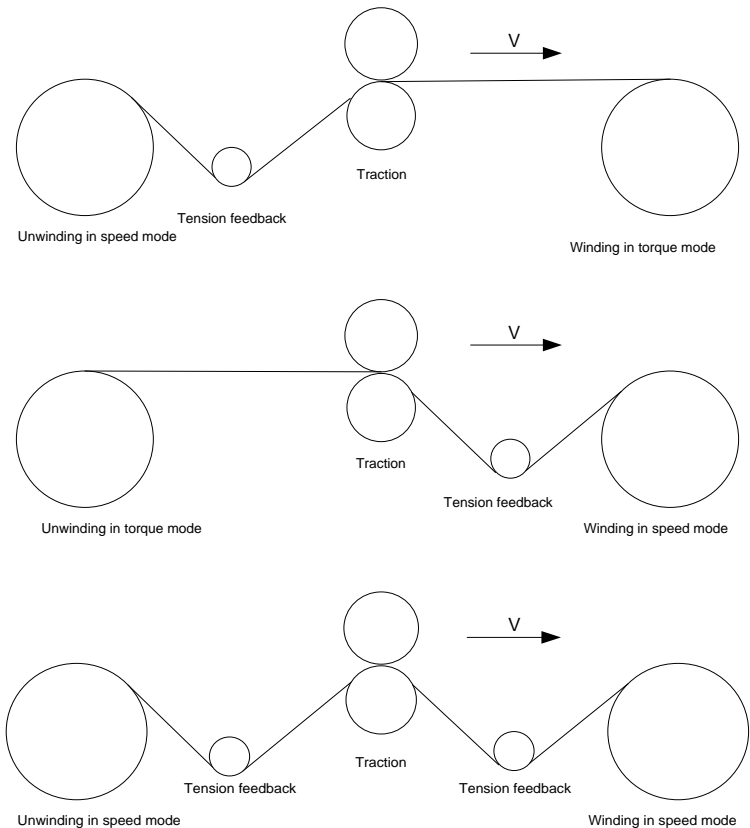 V
Traction
Tension feedback
Unwinding in speed mode
Winding in torque mode
V
Traction
Tension feedback
Unwinding in torque mode
Winding in speed mode
V
Traction
Tension feedback
Tension feedback
Unwinding in speed mode
Winding in speed mode